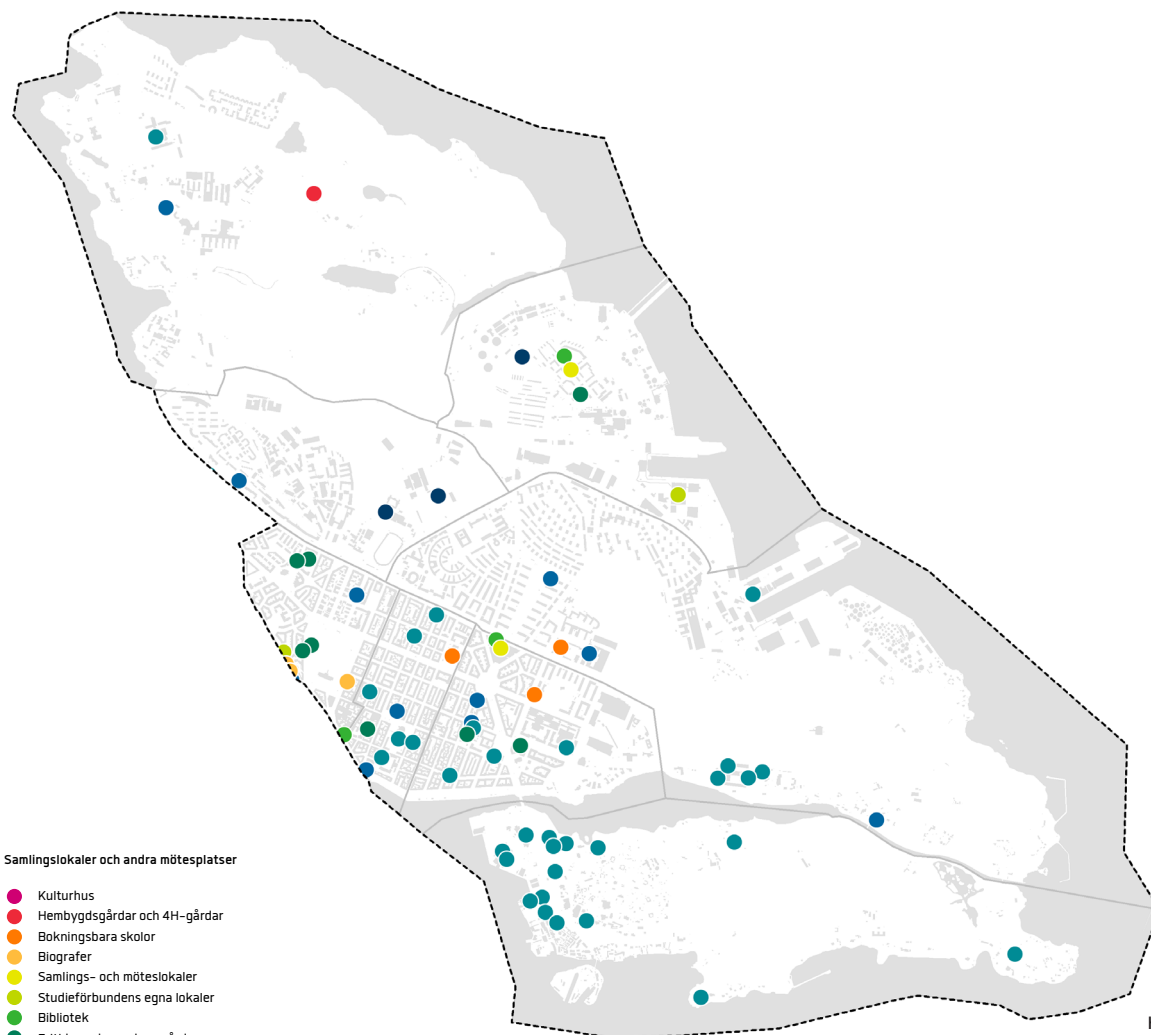 Samlingslokaler och andra mötesplatser
Kulturhus
Hembygdsgårdar och 4H-gårdar
Bokningsbara skolor
Biografer
Samlings- och möteslokaler
Studieförbundens egna lokaler
Bibliotek